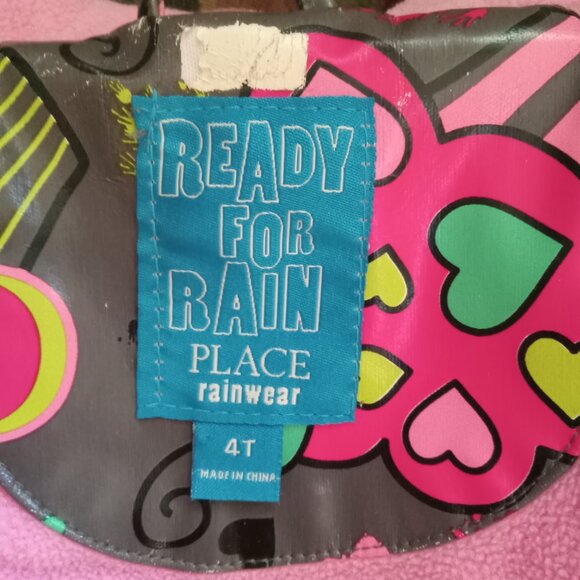 READY
FOR
RAIN
PLACE
rainwear
4T
MADE IN CHINA